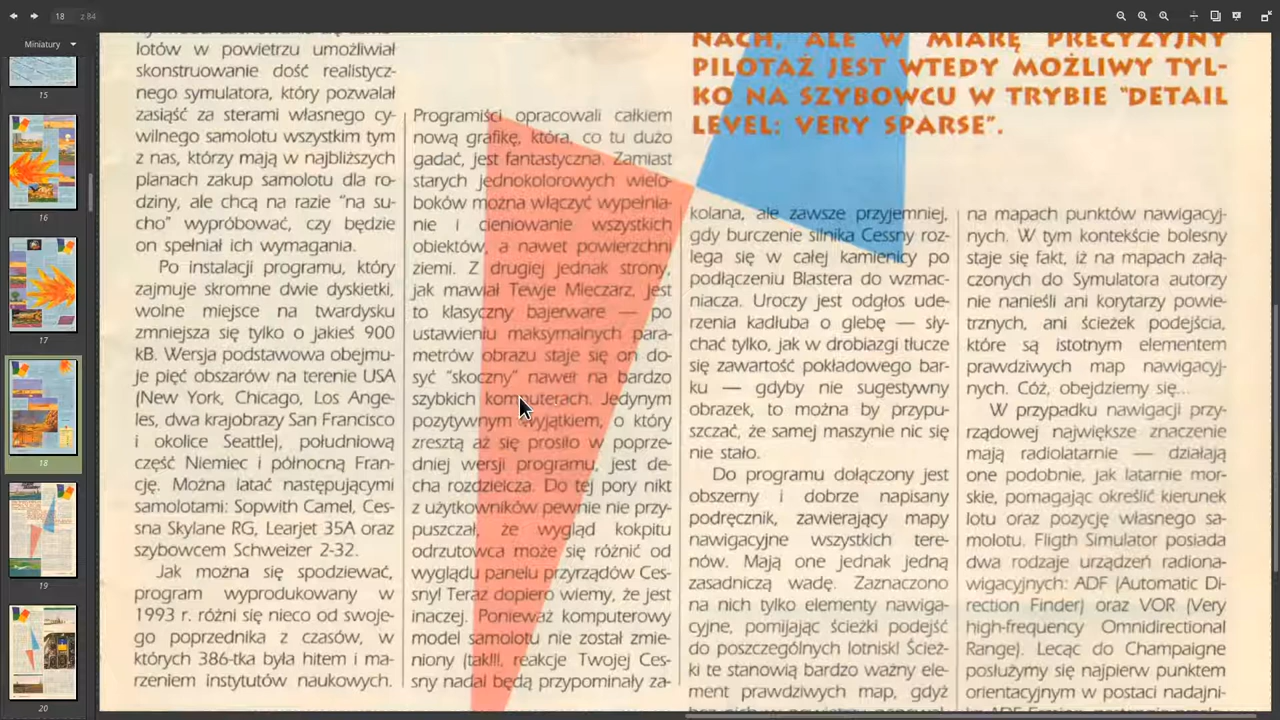 18 z 84
Miniatury
15
16
17
18
19
20
lotów w powietrzu umożliwiał
skonstruowanie dość realistycz-
nego symulatora, który pozwalał
zasiąść za sterami własnego cy-
wilnego samolotu wszystkim tym
z nas, którzy mają w najbliższych
planach zakup samolotu dla ro-
dziny, ale chcą na razie "na su-
cho" wypróbować, czy będzie
on spełniał ich wymagania.
Po instalacji programu, który
zajmuje skromne dwie dyskietki,
wolne miejsce na twardysku
zmniejsza się tylko o jakieś 900
kB. Wersja podstawowa obejmu-
je pięć obszarów na terenie USA
(New York, Chicago, Los Ange-
les, dwa krajobrazy San Francisco
i okolice Seattle), południową
część Niemiec i północną Fran-
cję. Można latać następującymi
samolotami: Sopwith Camel, Ces-
sna Skylane RG, Learjet 35A oraz
szybowcem Schweizer 2-32.
Jak można się spodziewać,
program wyprodukowany w
1993 r. różni się nieco od swoje-
go poprzednika z czasów, w
których 386-tka była hitem i ma-
rzeniem instytutów naukowych.
Programiści opracowali całkiem
nową grafikę, która, co tu dużo
gadać, jest fantastyczna. Zamiast
starych jednokolorowych wielo-
boków można włączyć wypełnia-
nie i cieniowanie wszystkich
obiektów, a nawet powierzchni
ziemi. Z drugiej jednak strony,
jak mawiał Tewje Mleczarz, jest
to klasyczny bajerware — po
ustawieniu maksymalnych para-
metrów obrazu staje się on do-
syć "skoczny" nawet na bardzo
szybkich komputerach. Jedynym
pozytywnym wyjątkiem, o który
zresztą aż się prosiło w poprze-
dniej wersji programu, jest de-
cha rozdzielcza. Do tej pory nikt
z użytkowników pewnie nie przy-
puszczał, że wygląd kokpitu
odrzutowca może się różnić od
wyglądu panelu przyrządów Ces-
sny! Teraz dopiero wiemy, że jest
inaczej. Ponieważ komputerowy
model samolotu nie został zmie-
niony (tak!!!, reakcje Twojej Ces-
sny nadal będą przypominały za-
NACH, ALE W MIARĘ PRECYZYJNY
PILOTAŻ JEST WTEDY MOŻLIWY TYL-
KO NA SZYBOWCU W TRYBIE "DETAIL
LEVEL: VERY SPARSE".
kolana, ale zawsze przyjemniej,
gdy burczenie silnika Cessny roz-
lega się w całej kamienicy po
podłączeniu Blastera do wzmac-
niacza. Uroczy jest odgłos ude-
rzenia kadłuba o glebę — sły-
chać tylko, jak w drobiazgi tłucze
się zawartość pokładowego bar-
ku — gdyby nie sugestywny
obrazek, to można by przypu-
szczać, że samej maszynie nic się
nie stało.
Do programu dołączony jest
obszerny i dobrze napisany
podręcznik, zawierający mapy
nawigacyjne wszystkich tere-
nów. Mają one jednak jedną
zasadniczą wadę. Zaznaczono
na nich tylko elementy nawiga-
cyjne, pomijając ścieżki podejść
do poszczególnych lotnisk! Ścież-
ki te stanowią bardzo ważny ele-
ment prawdziwych map, gdyż
na mapach punktów nawigacyj-
nych. W tym kontekście bolesny
staje się fakt, iż na mapach załą-
czonych do Symulatora autorzy
nie nanieśli ani korytarzy powie-
trznych, ani ścieżek podejścia,
które są istotnym elementem
prawdziwych map nawigacyj-
nych. Cóż, obejdziemy się...
W przypadku nawigacji przy-
rządowej największe znaczenie
mają radiolatarnie — działają
one podobnie, jak latarnie mor-
skie, pomagając określić kierunek
lotu oraz pozycję własnego sa-
molotu. Fligth Simulator posiada
dwa rodzaje urządzeń radiona-
wigacyjnych: ADF (Automatic Di-
rection Finder) oraz VOR (Very
high-frequency Omnidirectional
Range). Lecąc do Champaigne
posłużymy się najpierw punktem
orientacyjnym w postaci nadajni-